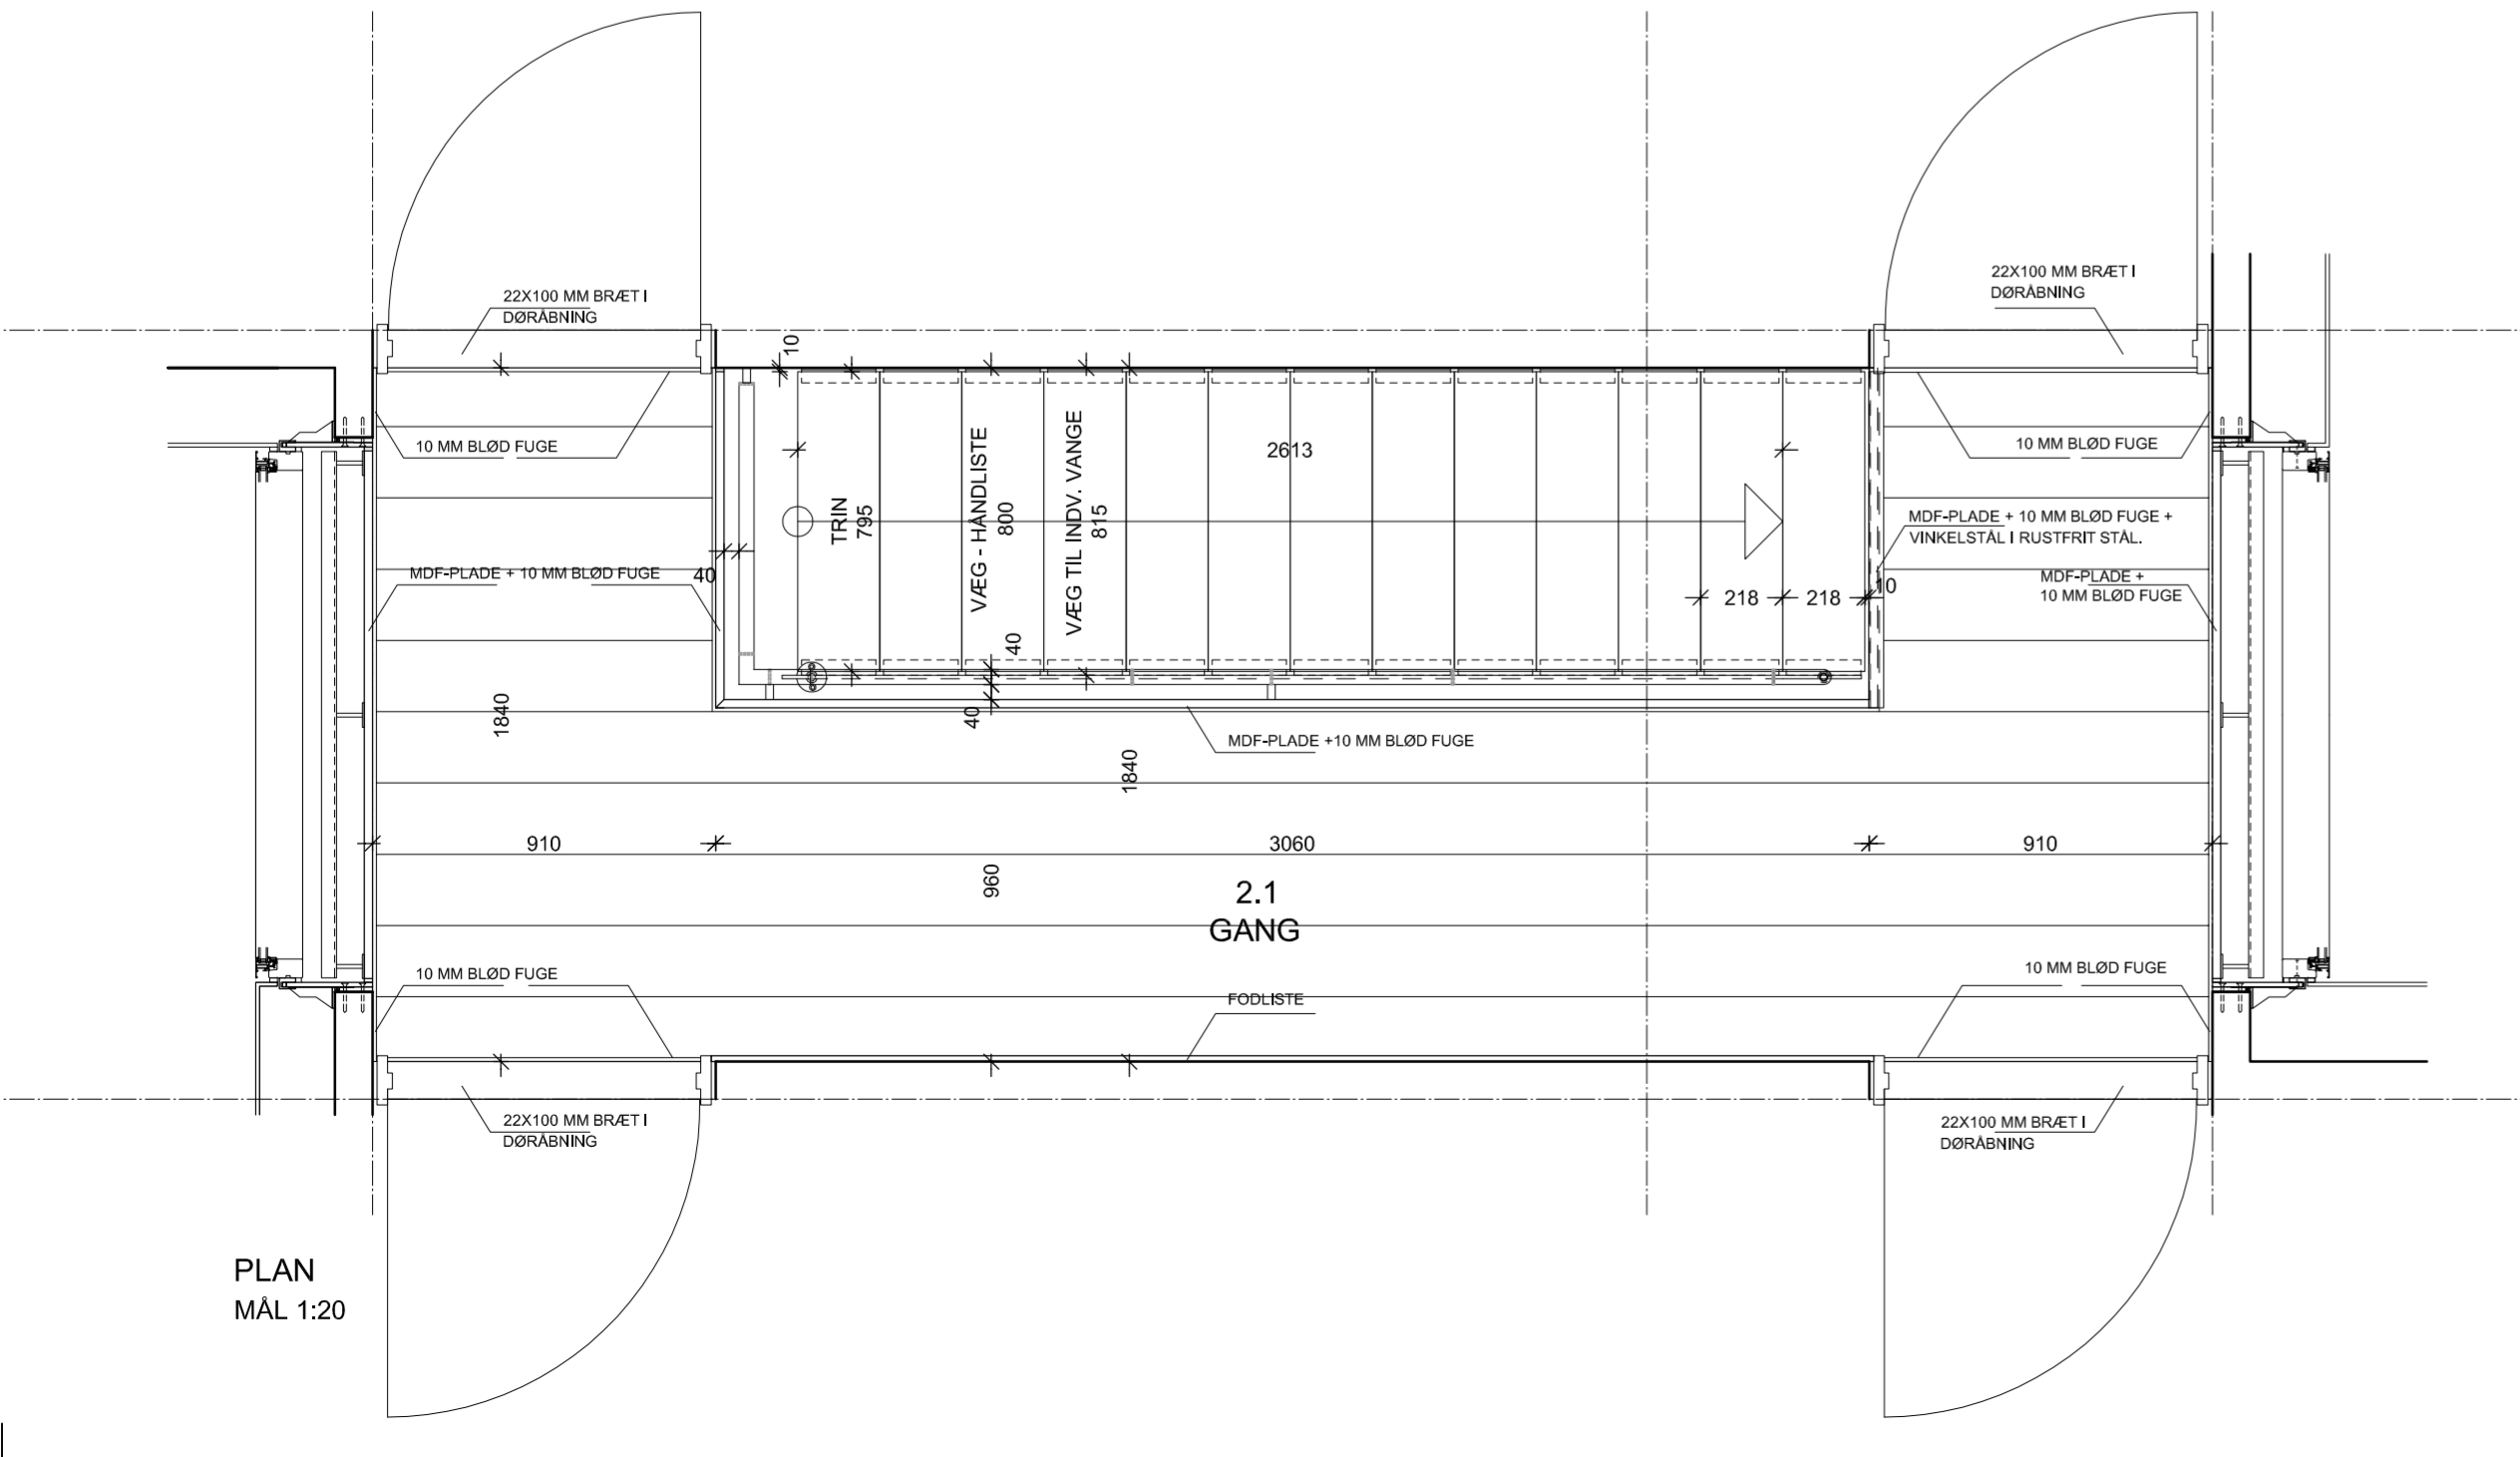 22X100 MM BRÆT I
DØRÅBNING
22X100 MM BRÆT I
DØRÅBNING
10
10 MM BLØD FUGE
10 MM BLØD FUGE
2613
TRIN
795
VÆG - HÅNDLISTE
800
VÆG TIL INDV. VANGE
815
MDF-PLADE + 10 MM BLØD FUGE +
VINKELSTÅL I RUSTFRIT STÅL.
MDF-PLADE + 10 MM BLØD FUGE
40
MDF-PLADE +
10 MM BLØD FUGE
218
218
10
40
40
1840
MDF-PLADE +10 MM BLØD FUGE
1840
910
3060
910
960
2.1
GANG
10 MM BLØD FUGE
10 MM BLØD FUGE
FODLISTE
22X100 MM BRÆT I
DØRÅBNING
22X100 MM BRÆT I
DØRÅBNING
PLAN
MÅL 1:20